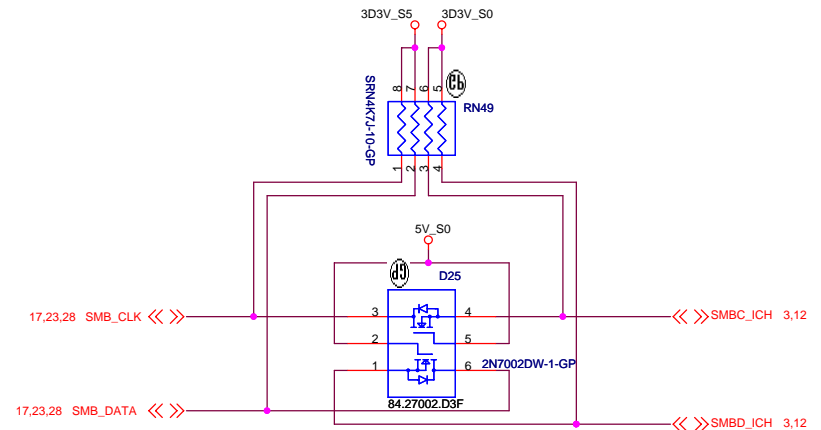 3D3V_S5 3D3V_S0
SRN4K7J-10-GP
8 7 6 5
RN49
1 2 3 4
5V_S0
D25
17,23,28 SMB_CLK
3 4
SMBC_ICH 3,12
2 5
1 6
2N7002DW-1-GP
84.27002.D3F
17,23,28 SMB_DATA
SMBD_ICH 3,12